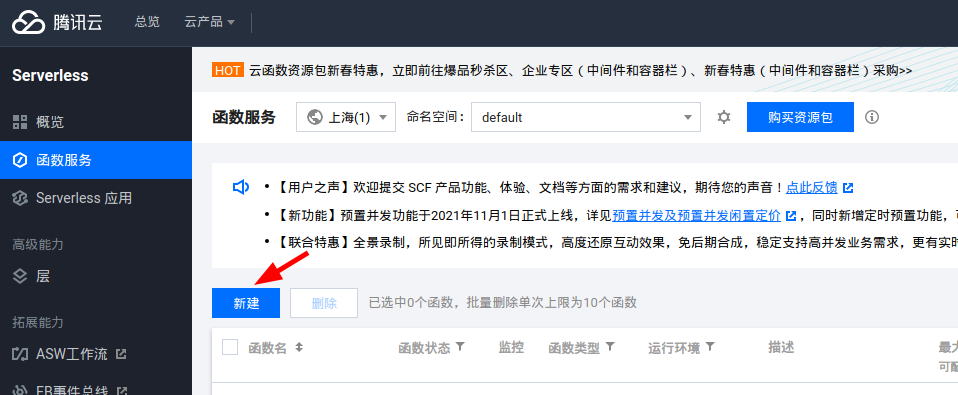 腾讯云 总览 云产品
Serverless
概览
函数服务
Serverless 应用
高级能力
层
拓展能力
ASW工作流
EB事件总线
HOT 云函数资源包新春特惠，立即前往爆品秒杀区、企业专区（中间件和容器栏）、新春特惠（中间件和容器栏）采购>>
函数服务 上海(1) 命名空间： default 购买资源包
• 【用户之声】欢迎提交 SCF 产品功能、体验、文档等方面的需求和建议，期待您的声音！点此反馈
• 【新功能】预置并发功能于2021年11月1日正式上线，详见预置并发及预置并发闲置定价，同时新增定时预置功能，
• 【联合特惠】全景录制，所见即所得的录制模式，高度还原互动效果，免后期合成，稳定支持高并发业务需求，更有实时
新建 删除 已选中0个函数，批量删除单次上限为10个函数
函数名 函数状态 监控 函数类型 运行环境 描述 最大
可配